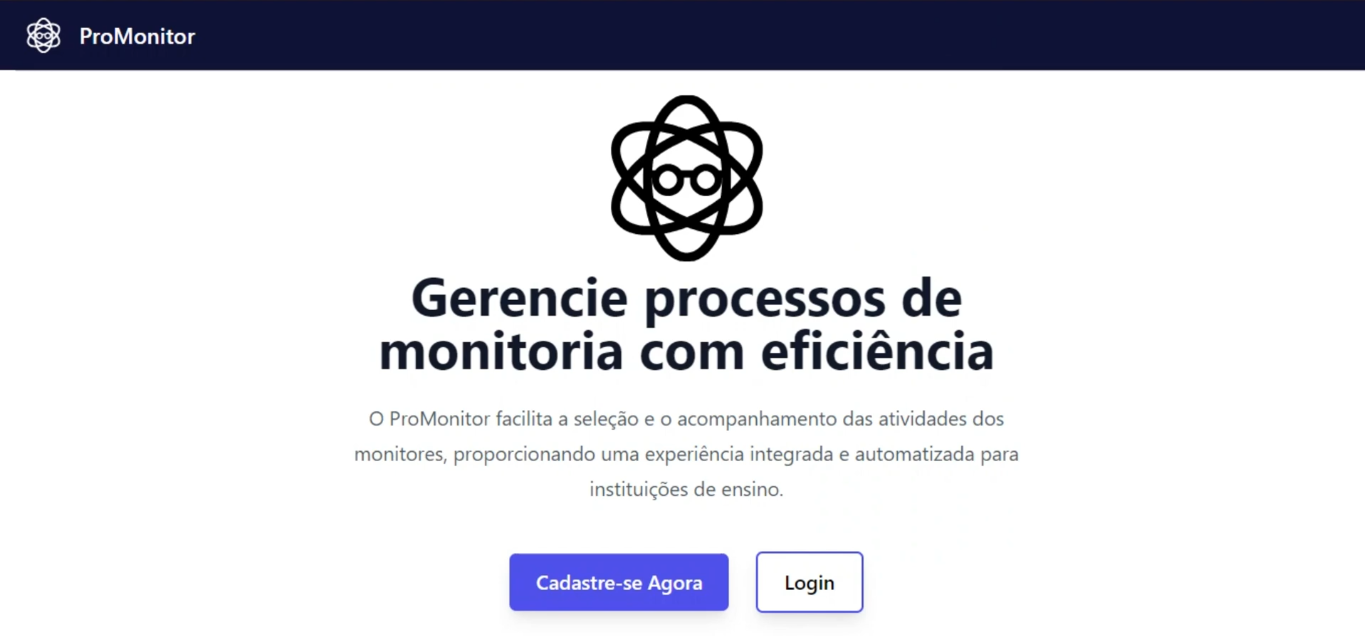 ProMonitor
Gerencie processos de
monitoria com eficiência
O ProMonitor facilita a seleção e o acompanhamento das atividades dos
monitores, proporcionando uma experiência integrada e automatizada para
instituições de ensino.
Cadastre-se Agora
Login